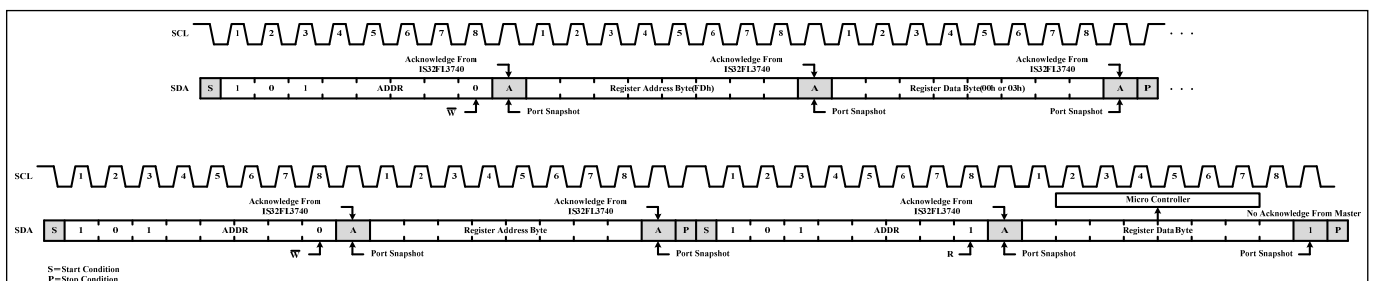 SCL 1 2 3 4 5 6 7 8 1 2 3 4 5 6 7 8 1 2 3 4 5 6 7 8 . . .
Acknowledge From Acknowledge From Acknowledge From
IS32FL3740 IS32FL3740 IS32FL3740
SDA S 1 0 1 ADDR 0 A Register Address Byte(FDh) A Register Data Byte(00h or 03h) A P . . .
W Port Snapshot Port Snapshot Port Snapshot
SCL 1 2 3 4 5 6 7 8 1 2 3 4 5 6 7 8 1 2 3 4 5 6 7 8 1 2 3 4 5 6 7 8
Acknowledge From Acknowledge From Acknowledge From Micro Controller
IS32FL3740 IS32FL3740 IS32FL3740 No Acknowledge From Master
SDA S 1 0 1 ADDR 0 A Register Address Byte A P S 1 0 1 ADDR 1 A Register Data Byte 1 P
W Port Snapshot Port Snapshot R Port Snapshot Port Snapshot
S=Start Condition
P=Stop Condition